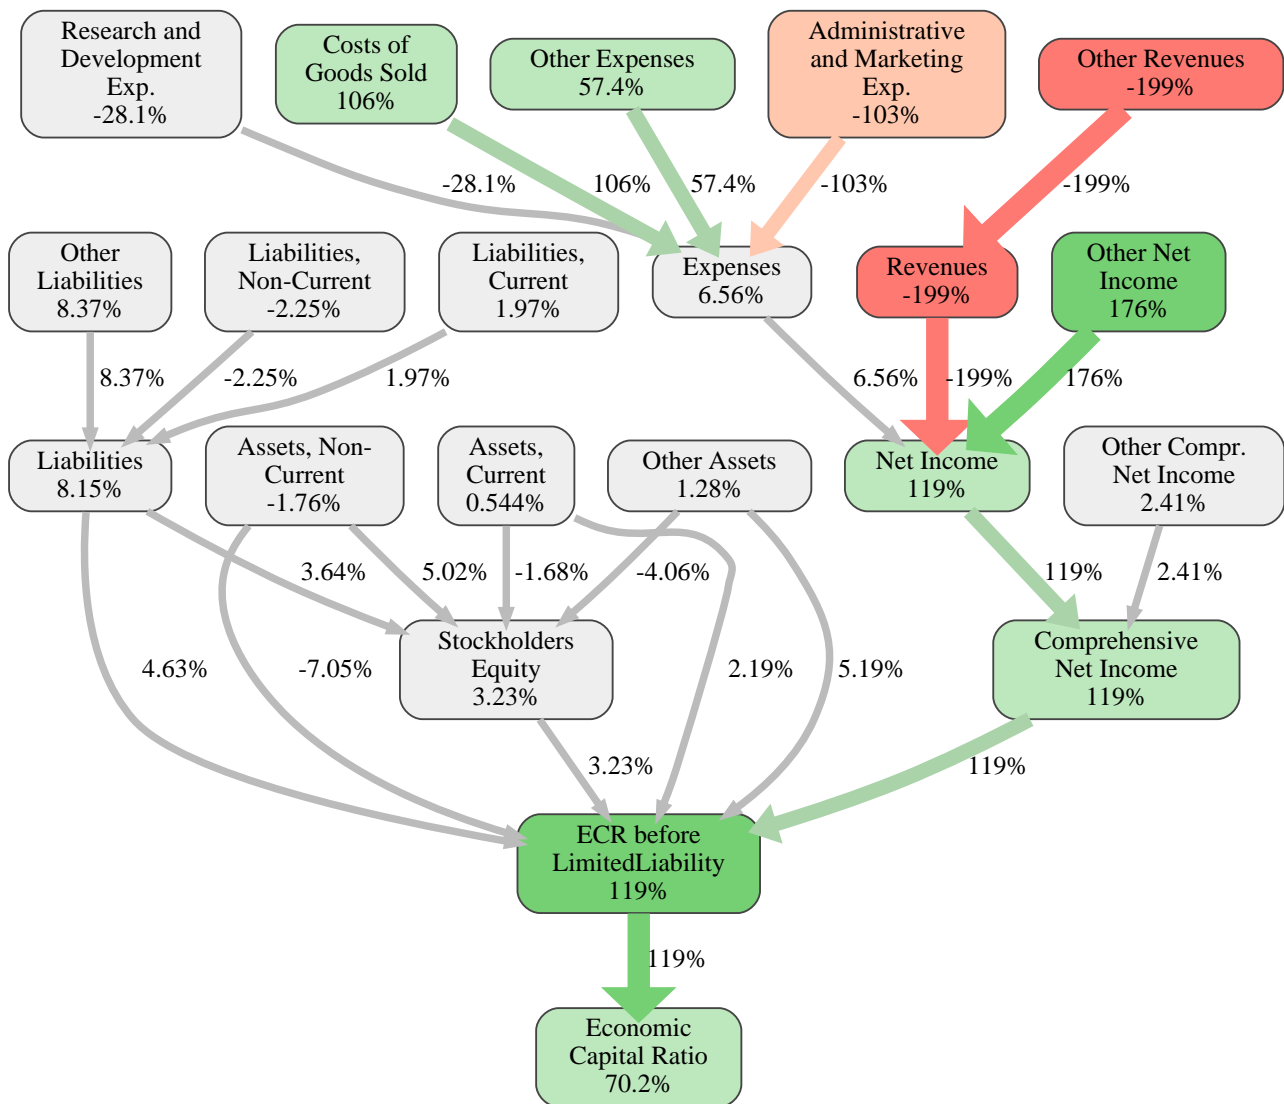 Research and
Development
Exp.
-28.1%
Costs of
Goods Sold
106%
Other Expenses
57.4%
Administrative
and Marketing
Exp.
-103%
Other Revenues
-199%
-28.1%
106%
57.4%
-103%
-199%
Other
Liabilities
8.37%
Liabilities,
Non-Current
-2.25%
Liabilities,
Current
1.97%
Expenses
6.56%
Revenues
-199%
Other Net
Income
176%
8.37%
-2.25%
1.97%
6.56%
-199%
176%
Liabilities
8.15%
Assets, Non-
Current
-1.76%
Assets,
Current
0.544%
Other Assets
1.28%
Net Income
119%
Other Compr.
Net Income
2.41%
3.64%
5.02%
-1.68%
-4.06%
119%
2.41%
Stockholders
Equity
3.23%
Comprehensive
Net Income
119%
4.63%
-7.05%
2.19%
5.19%
3.23%
119%
ECR before
LimitedLiability
119%
119%
Economic
Capital Ratio
70.2%